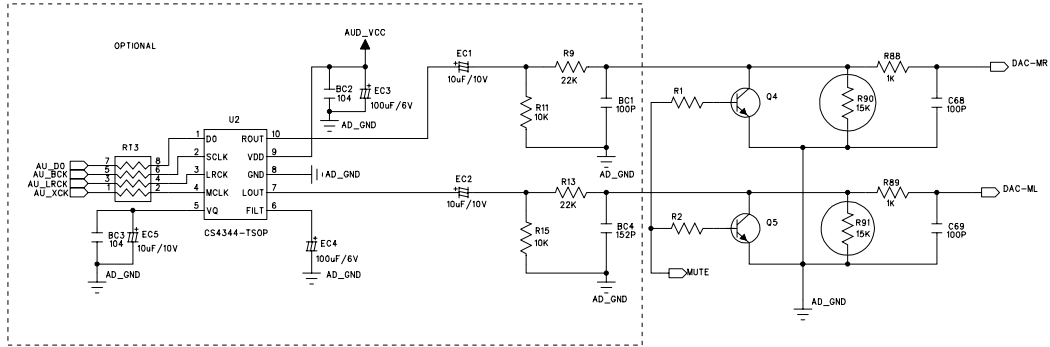 OPTIONAL
AUD_VCC
BC2
104
EC3
100uF/6V
AD_GND
EC1
10uF/10V
R9
22K
R11
10K
BC1
100P
AD_GND
R1
Q4
R90
15K
R88
1K
C68
100P
DAC-MR
U2
RT3
AU_DO
AU_BCK
AU_LRCK
AU_XCK
7
5
3
1
8
6
4
2
1
2
3
4
5
DO
SCLK
LRCK
MCLK
VQ
ROUT
VDD
GND
LOUT
FILT
10
9
8
7
6
CS4344-TSOP
AD_GND
BC3
104
EC5
10uF/10V
AD_GND
EC4
100uF/6V
AD_GND
EC2
10uF/10V
R13
22K
R15
10K
BC4
152P
AD_GND
R2
Q5
MUTE
R91
15K
R89
1K
C69
100P
DAC-ML
AD_GND